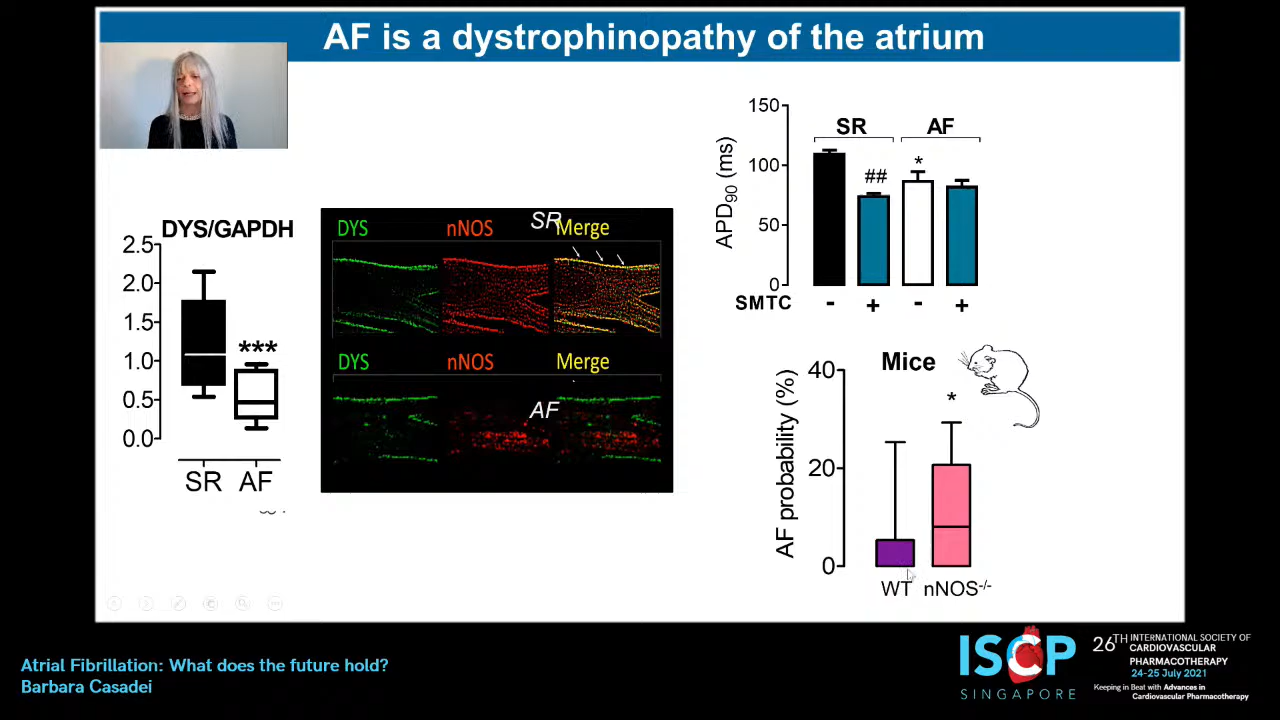 AF is a dystrophinopathy of the atrium
DYS/GAPDH
2.5
2.0
1.5
1.0
0.5
0.0
***
SR
AF
DYS
nNOS
SR
Merge
DYS
nNOS
Merge
AF
150
100
50
0
APD90 (ms)
SR
AF
##
*
SMTC
-
+
-
+
Mice
40
20
0
AF probability (%)
*
WT
nNOS-/-
Atrial Fibrillation: What does the future hold?
Barbara Casadei
ISCP
SINGAPORE
26TH INTERNATIONAL SOCIETY OF
CARDIOVASCULAR
PHARMACOTHERAPY
24-25 July 2021
Keeping in Beat with Advances in
Cardiovascular Pharmacotherapy